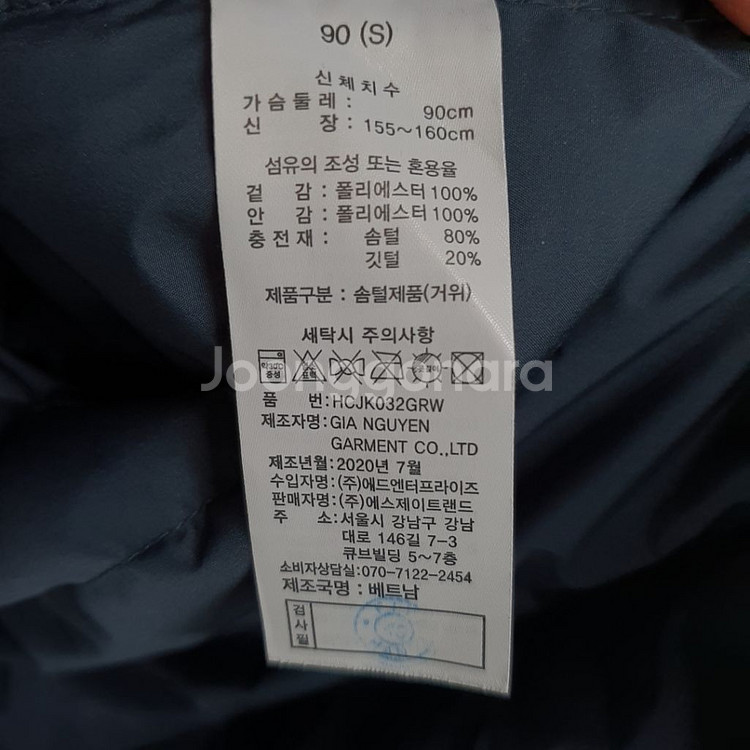 90 (S)
신체치수
가슴둘레 : 90cm
신 장 : 155~160cm
섬유의 조성 또는 혼용율
겉 감 : 폴리에스터 100%
안 감 : 폴리에스터 100%
충전재 : 솜털 80%
깃털 20%
제품구분 : 솜털제품(거위)
세탁시 주의사항
Joonggonara
품 번:HCJK032GRW
제조자명:GIA NGUYEN
GARMENT CO.,LTD
제조년월:2020년 7월
수입자명:(주)에드엔터프라이즈
판매자명:(주)에스제이트랜드
주 소:서울시 강남구 강남
대로 146길 7-3
큐브빌딩 5~7층
소비자상담실:070-7122-2454
제조국명 : 베트남
검사필